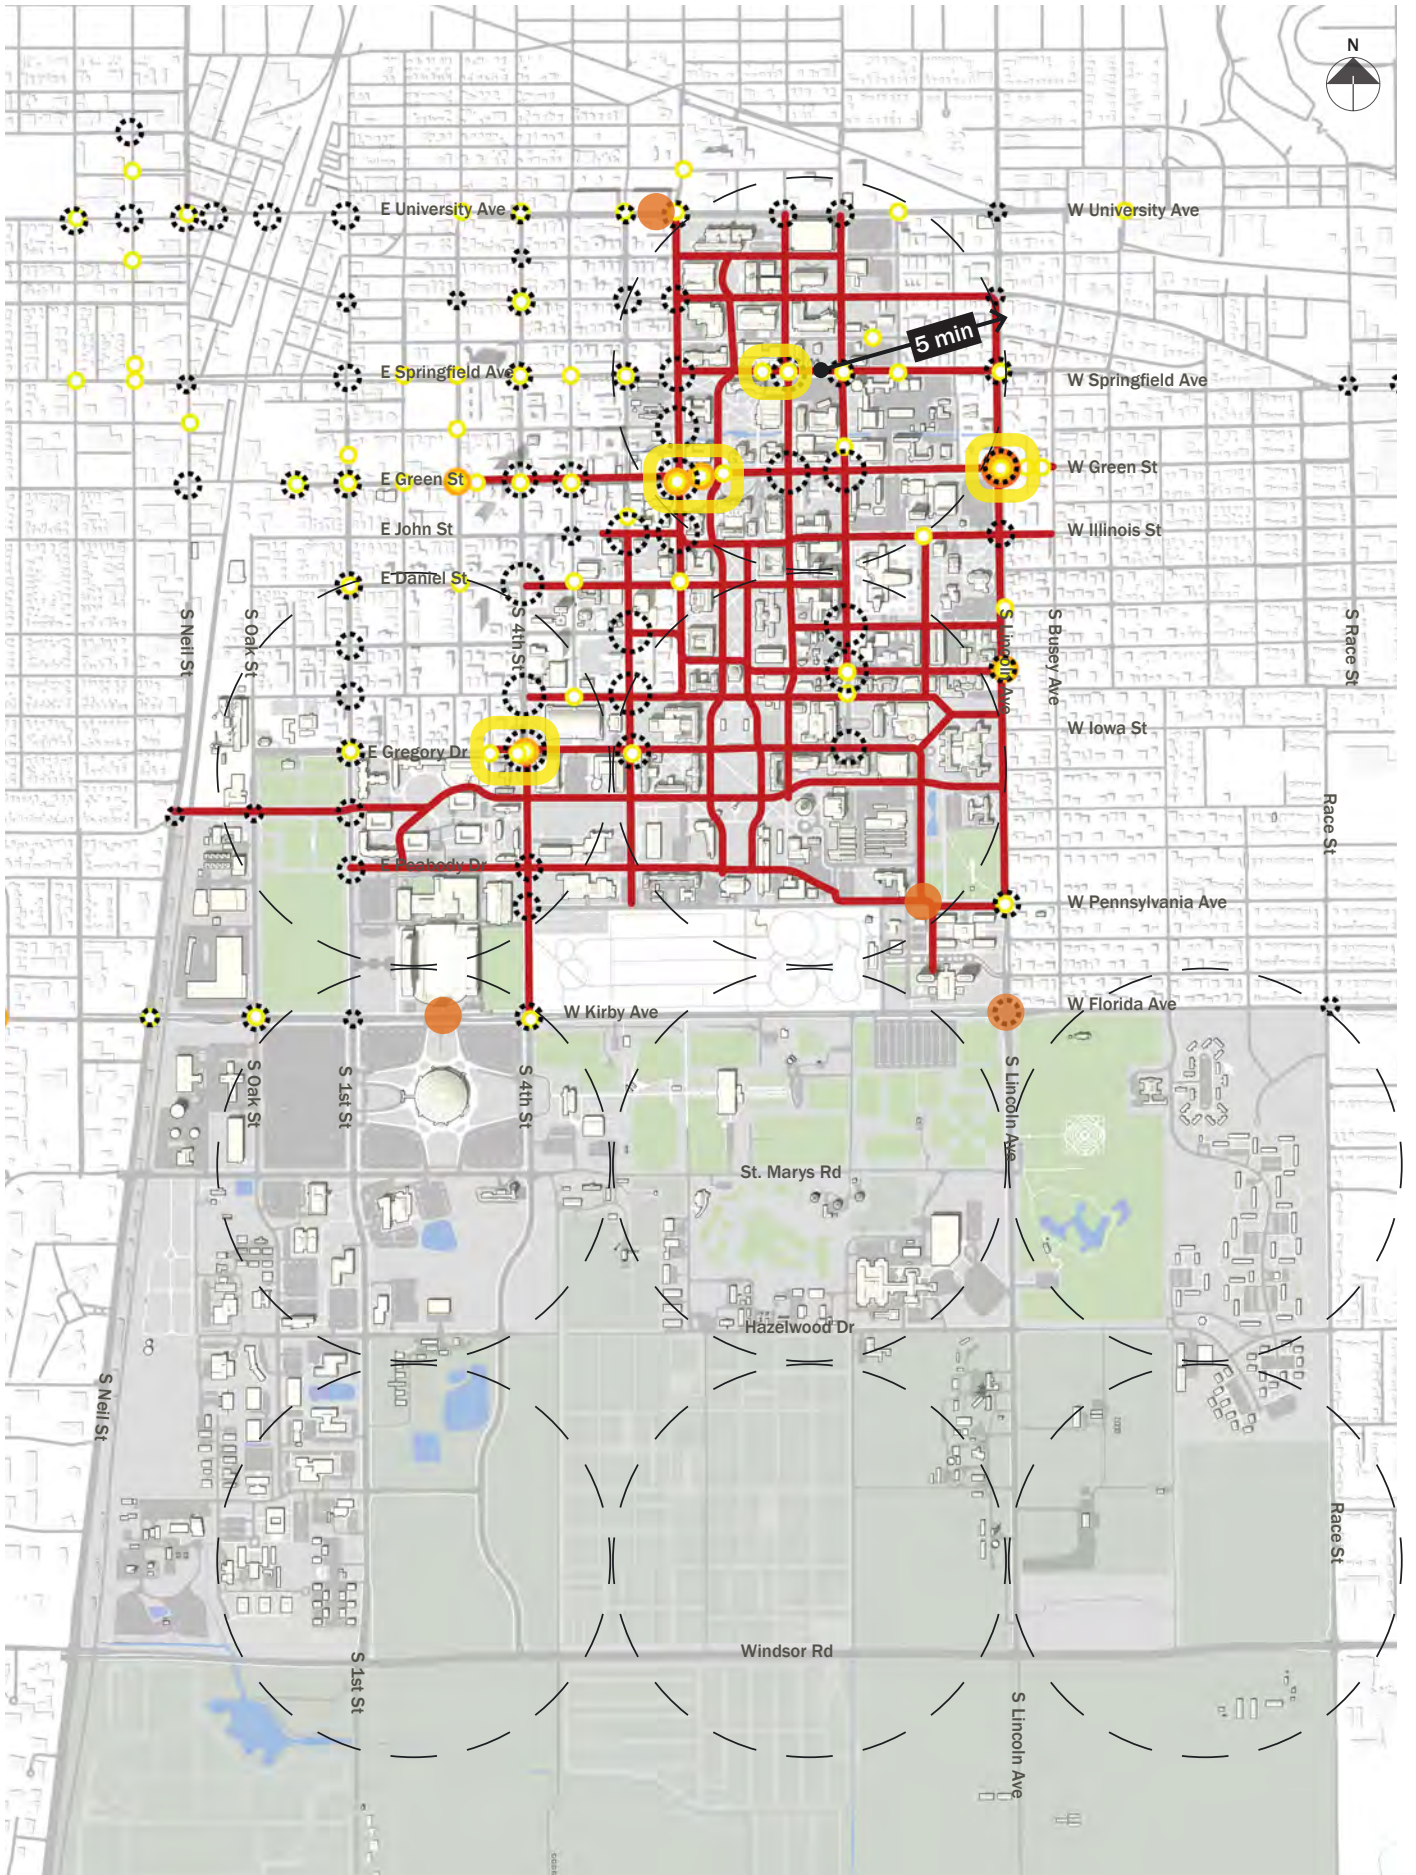 N
E University Ave
W University Ave
5 min
E Springfield Ave
W Springfield Ave
E Green St
W Green St
E John St
W Illinois St
E Daniel St
S Neil St
S Oak St
S 4th St
S Lincoln Ave
S Busey Ave
S Race St
W Iowa St
E Gregory Dr
Race St
E Peabody Dr
W Pennsylvania Ave
W Kirby Ave
W Florida Ave
S Oak St
S 1st St
S 4th St
S Lincoln Ave
St. Marys Rd
Hazelwood Dr
S Neil St
Race St
Windsor Rd
S 1st St
S Lincoln Ave